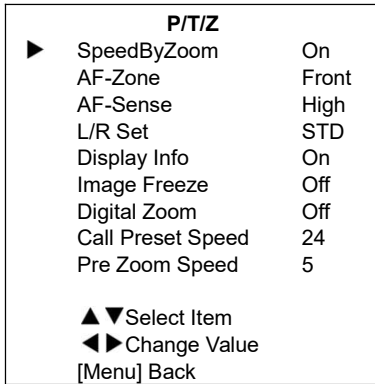 P/T/Z
▶ SpeedByZoom On
AF-Zone Front
AF-Sense High
L/R Set STD
Display Info On
Image Freeze Off
Digital Zoom Off
Call Preset Speed 24
Pre Zoom Speed 5
▲▼Select Item
◀▶Change Value
[Menu] Back